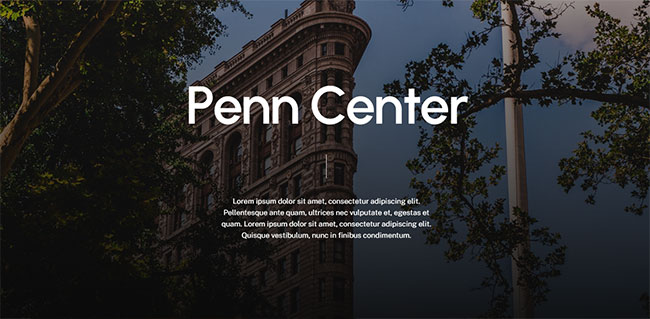 Penn Center
Lorem ipsum dolor sit amet, consectetur adipiscing elit.
Pellentesque ante quam, ultrices nec vulputate et, egestas et
quam. Lorem ipsum dolor sit amet, consectetur adipiscing elit.
Quisque vestibulum, nunc in finibus condimentum.